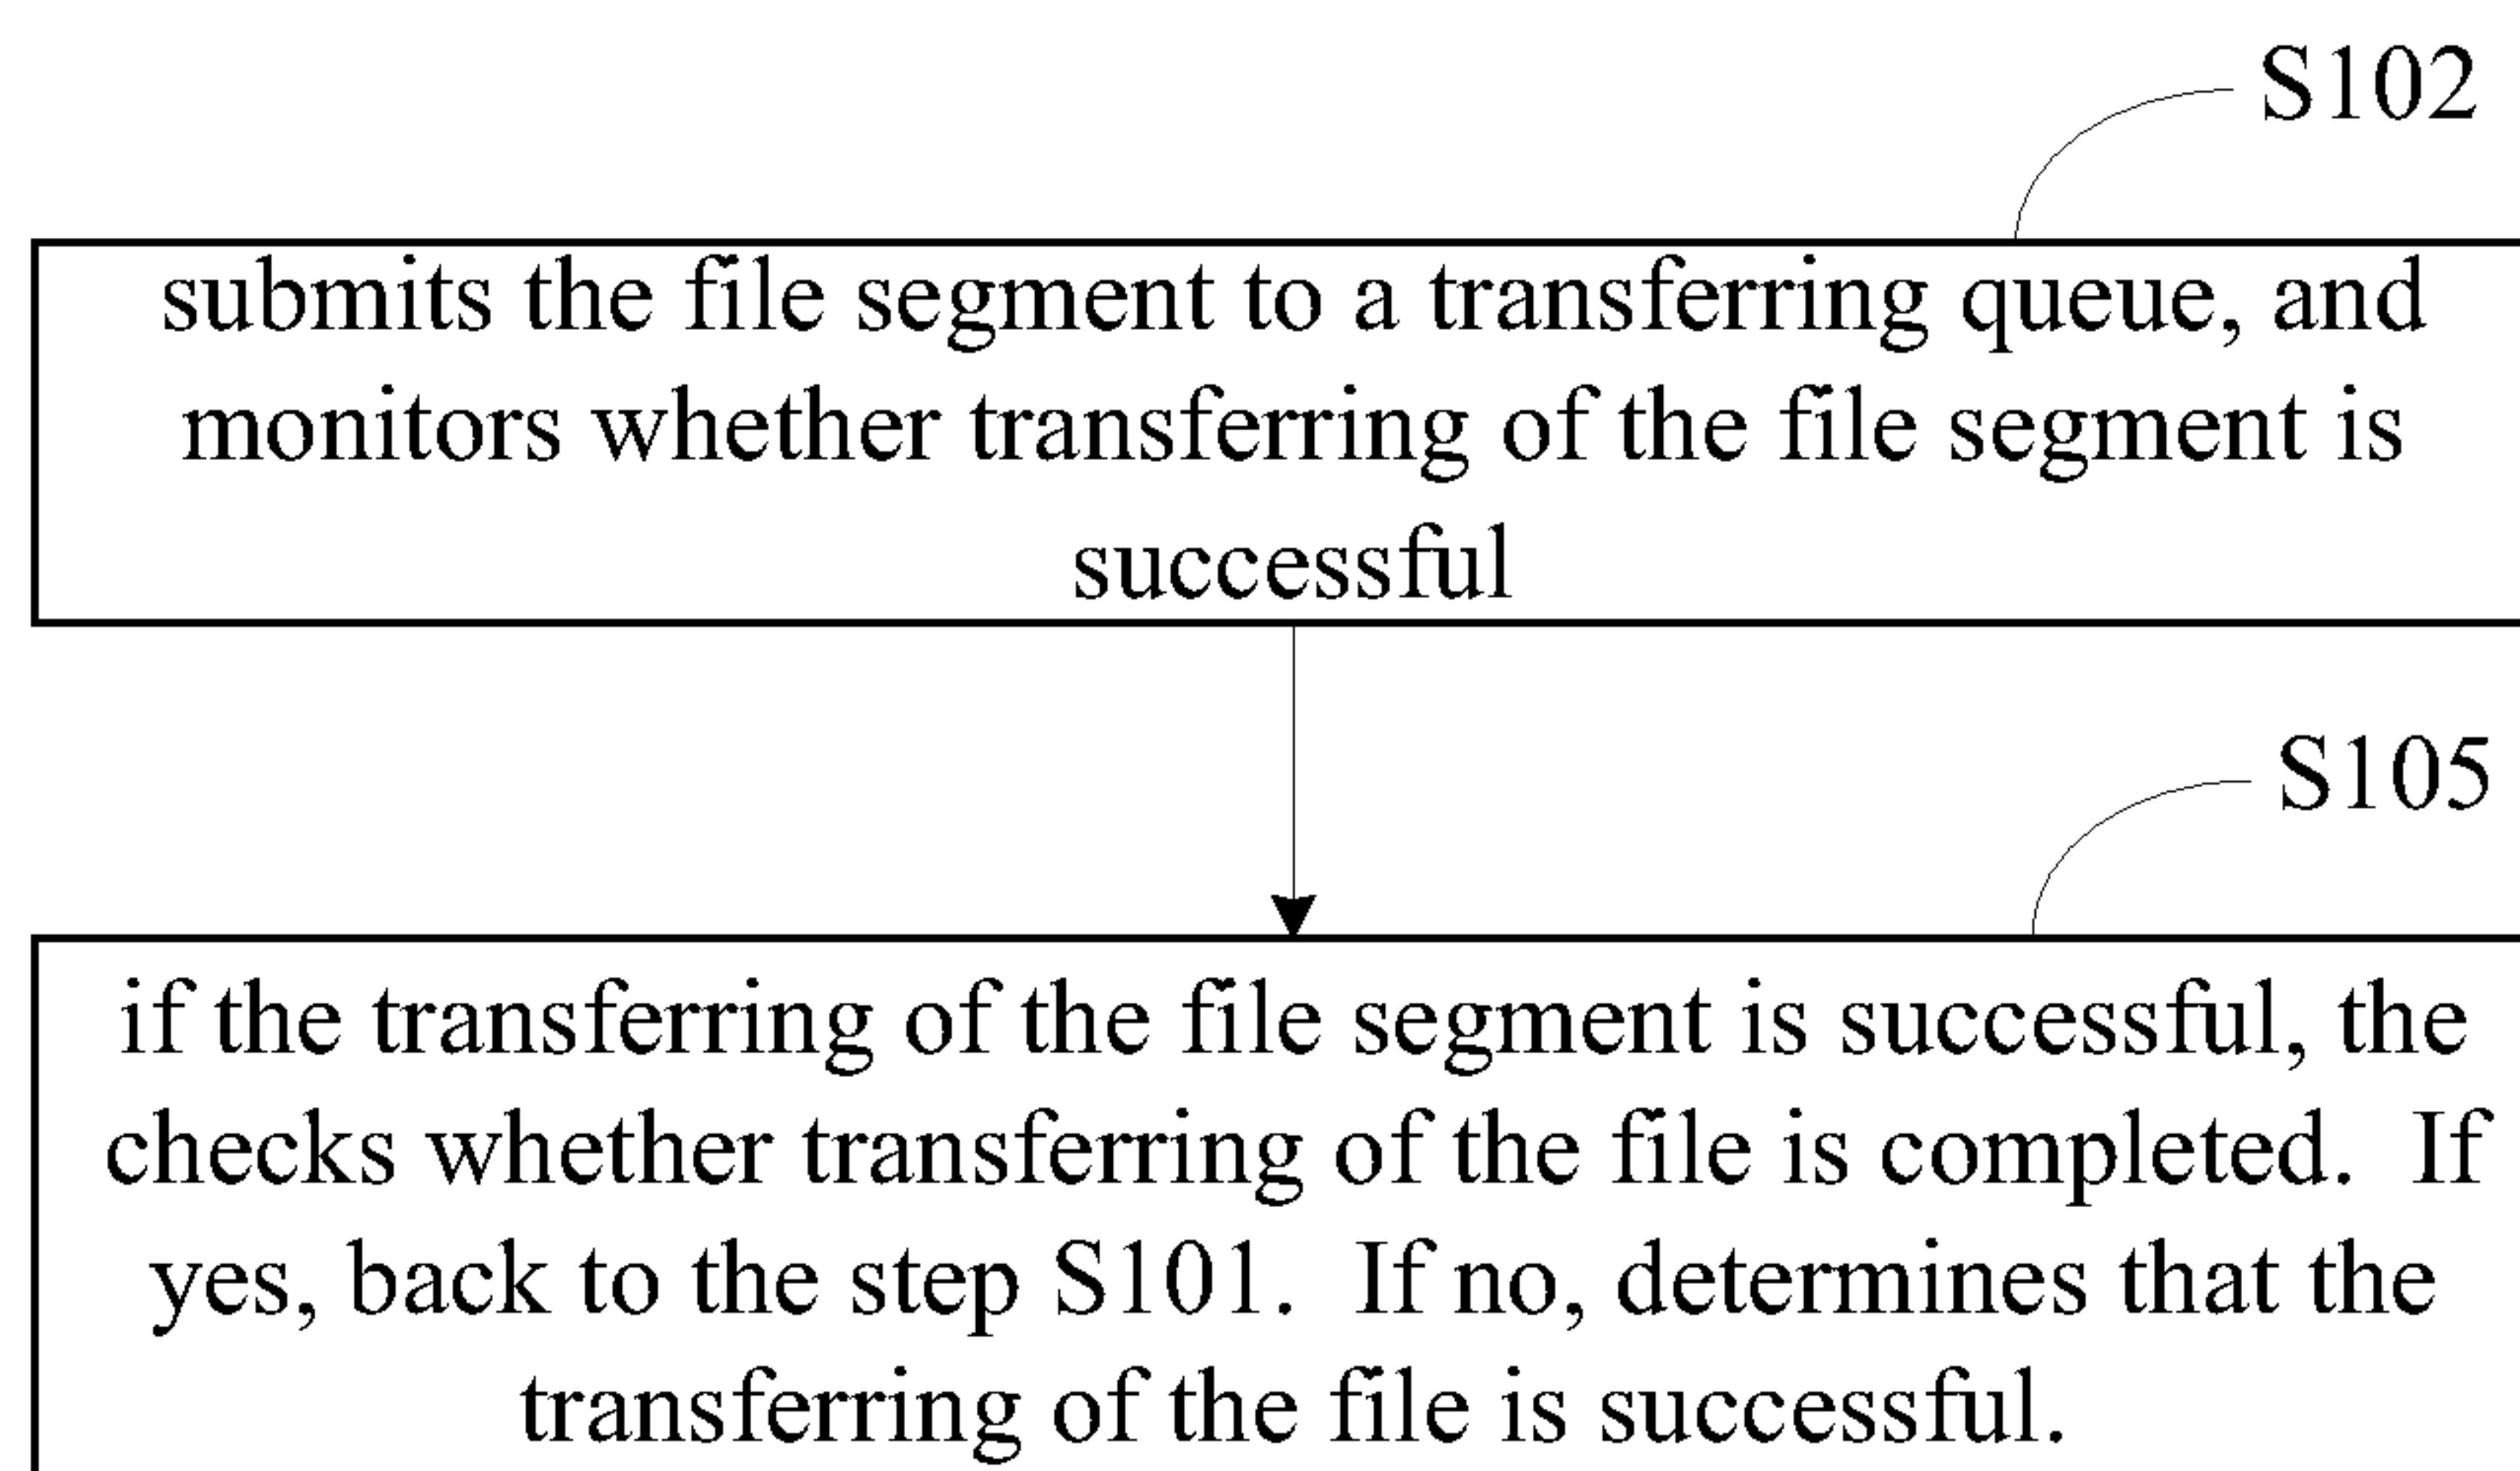 S102
submits the file segment to a transferring queue, and
monitors whether transferring of the file segment is
successful
S105
if the transferring of the file segment is successful, the
checks whether transferring of the file is completed. If
yes, back to the step S101. If no, determines that the
transferring of the file is successful.